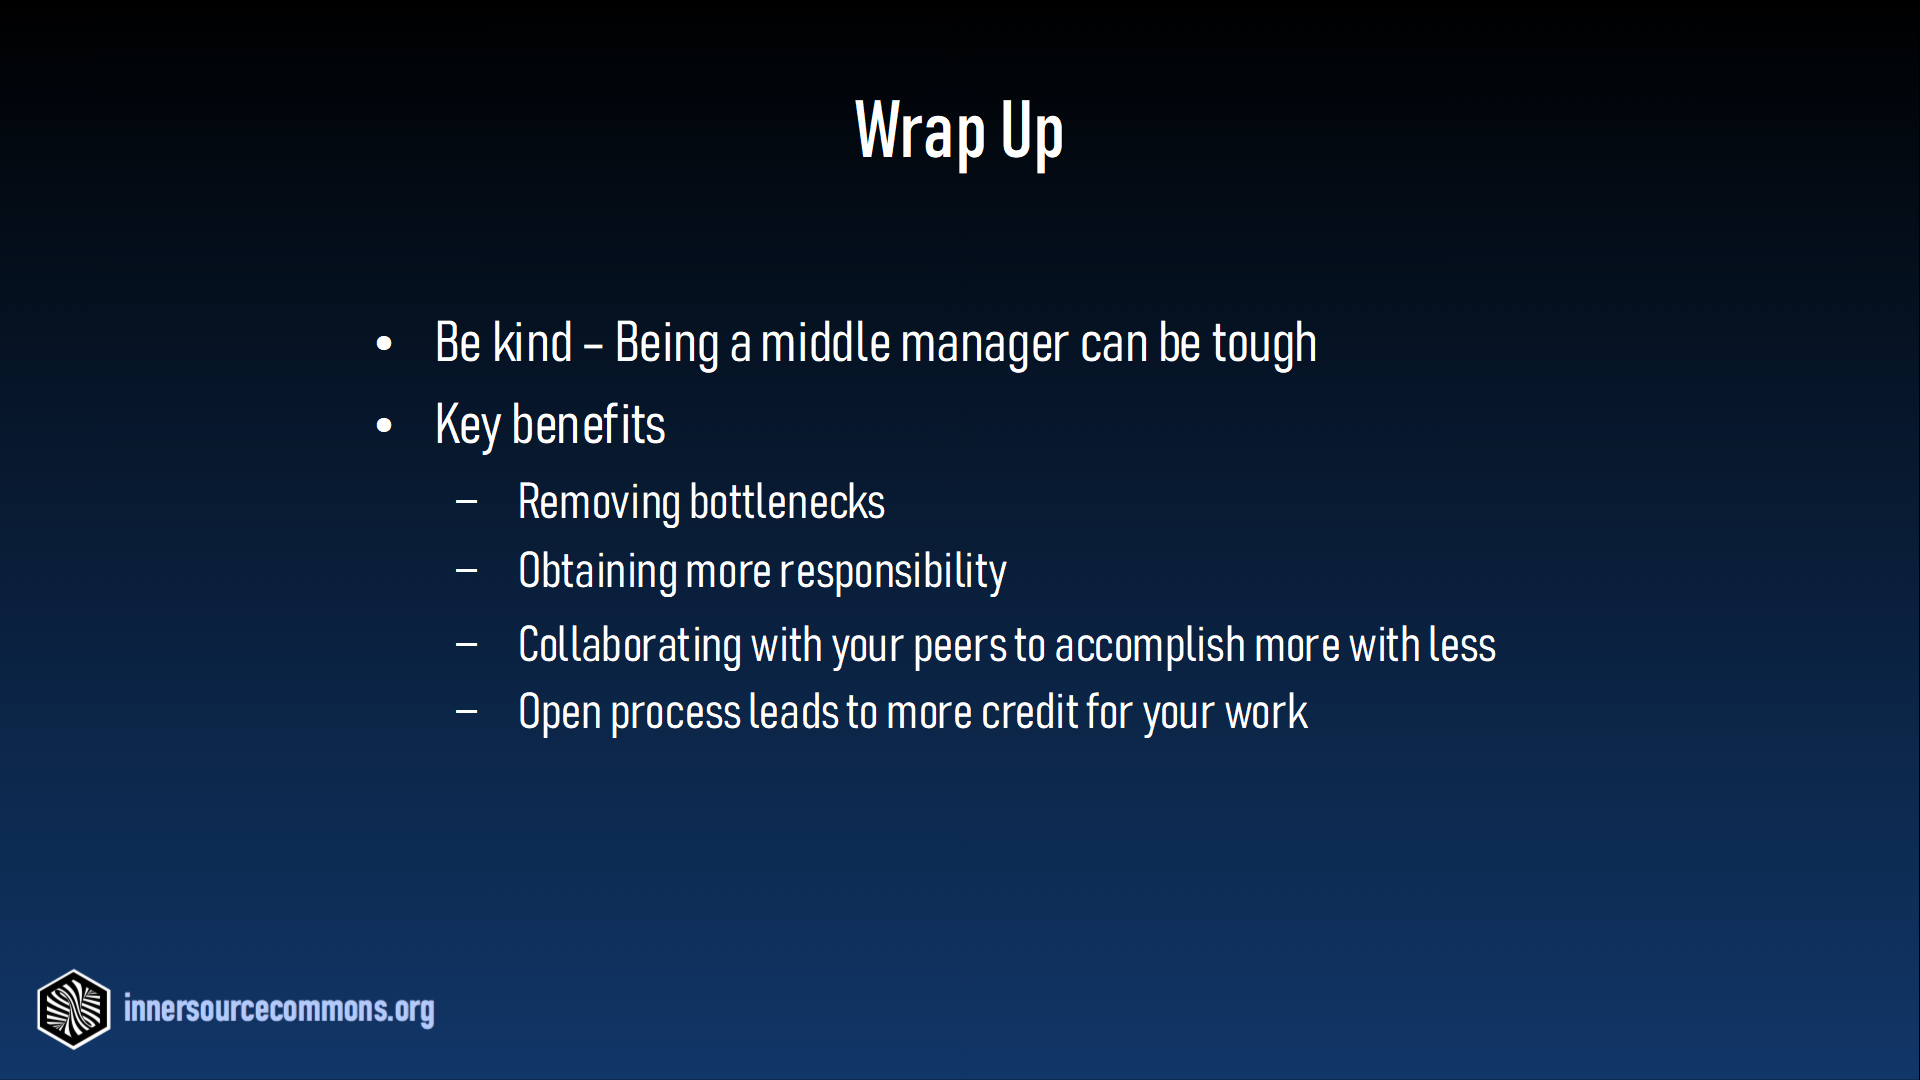 Wrap Up
• Be kind – Being a middle manager can be tough
• Key benefits
– Removing bottlenecks
– Obtaining more responsibility
– Collaborating with your peers to accomplish more with less
– Open process leads to more credit for your work
innersourcecommons.org